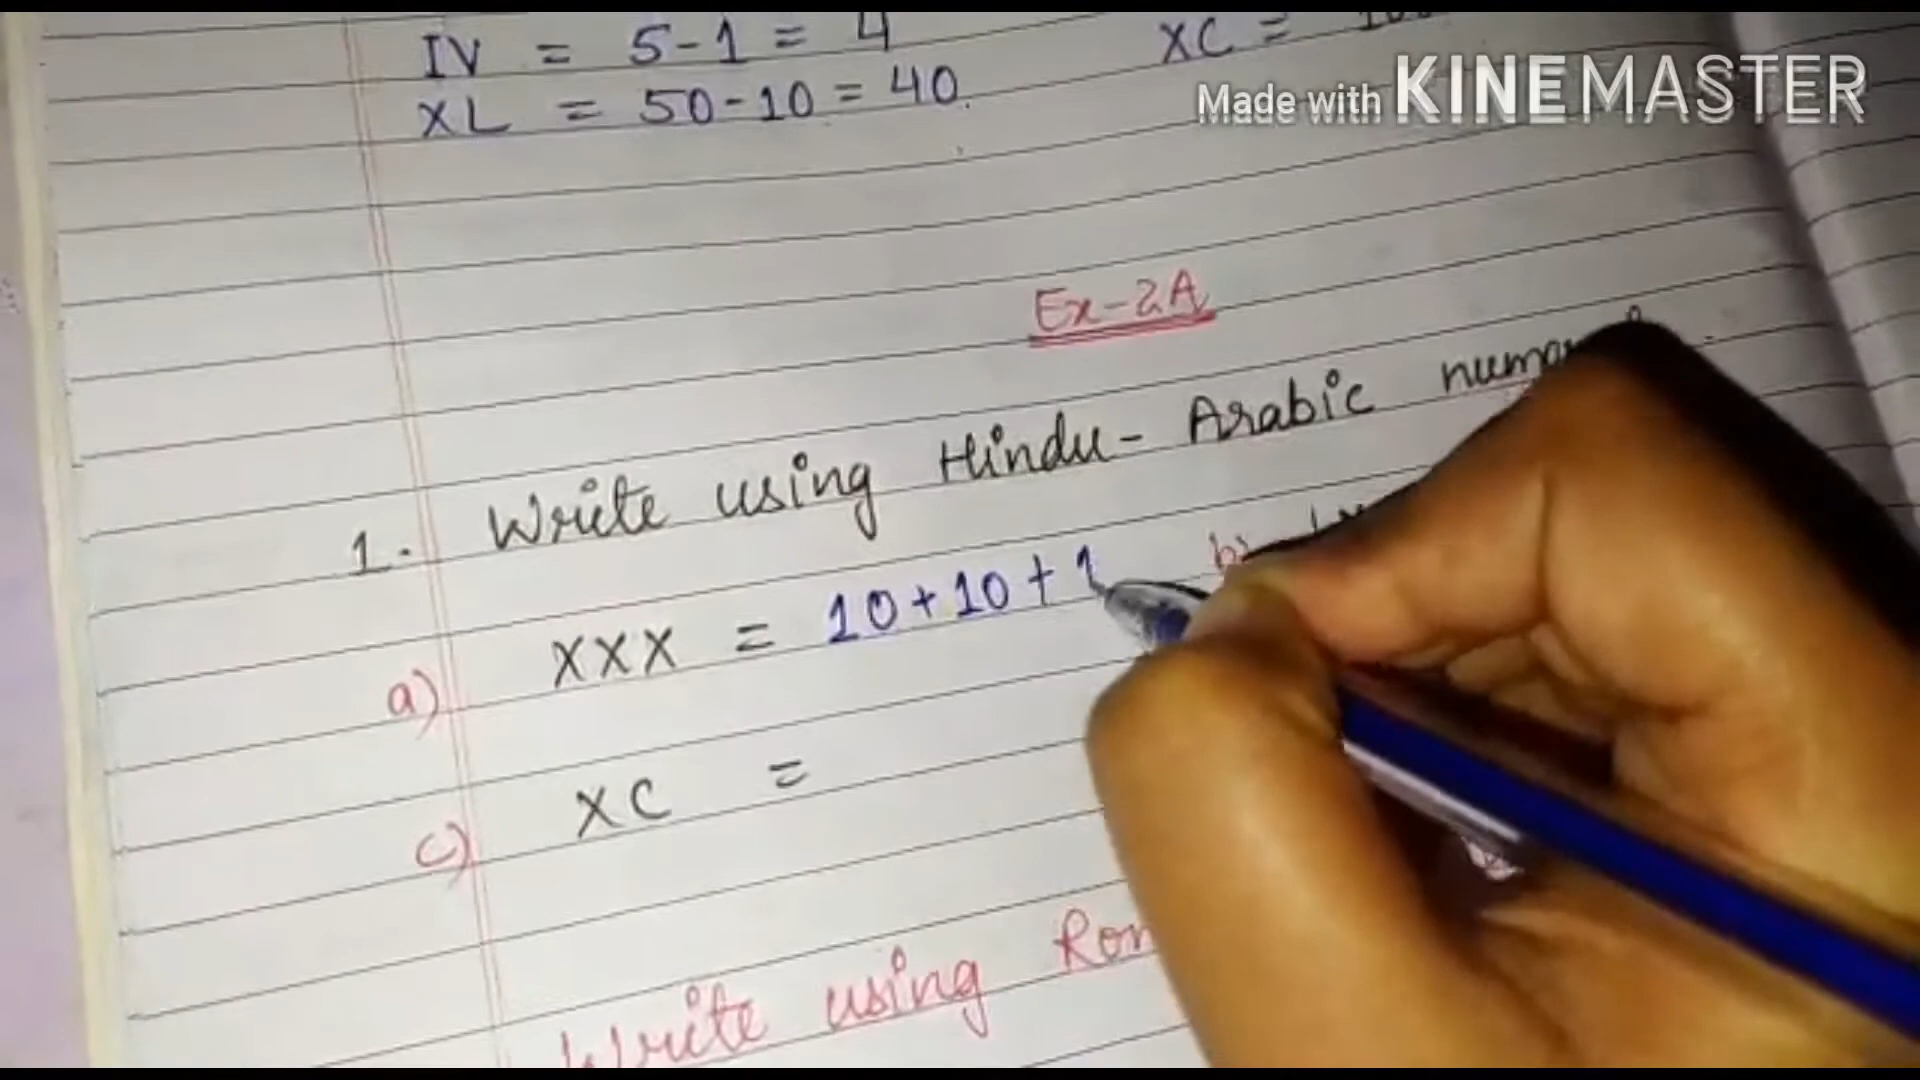 IV = 5-1 = 4
XC =
Made with KINEMASTER
XL = 50-10 = 40.
Ex-2A
1. Write using Hindu-Arabic
a) XXX = 10+10+1
c) XC =
Write using